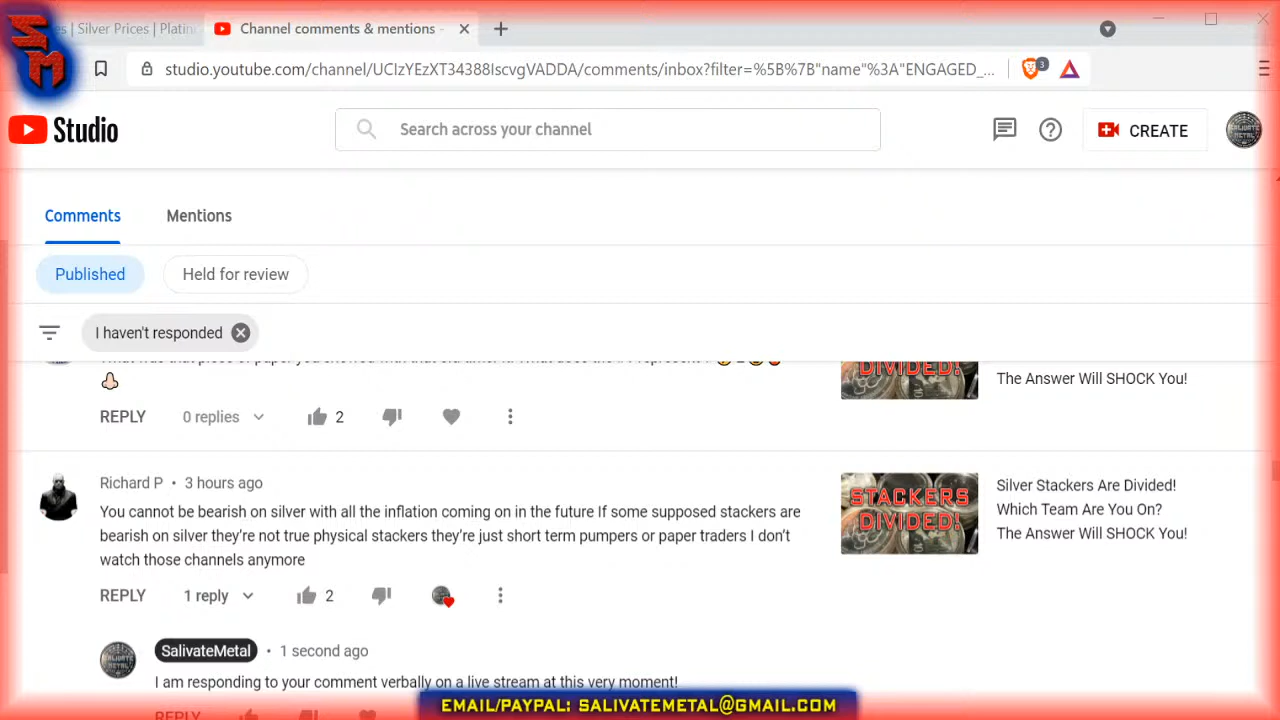 SM
es | Silver Prices | Platin
Channel comments & mentions -
studio.youtube.com/channel/UCIzYEzXT34388IscvgVADDA/comments/inbox?filter=%5B%7B"name"%3A"ENGAGED_...
3
Studio
Search across your channel
CREATE
Comments
Mentions
Published
Held for review
I haven't responded
The Answer Will SHOCK You!
DIVIDED!
REPLY
0 replies
2
Richard P • 3 hours ago
You cannot be bearish on silver with all the inflation coming on in the future If some supposed stackers are
bearish on silver they're not true physical stackers they're just short term pumpers or paper traders I don't
watch those channels anymore
STACKERS
DIVIDED!
Silver Stackers Are Divided!
Which Team Are You On?
The Answer Will SHOCK You!
REPLY
1 reply
2
SalivateMetal • 1 second ago
I am responding to your comment verbally on a live stream at this very moment!
REPLY
EMAIL/PAYPAL: SALIVATEMETAL@GMAIL.COM